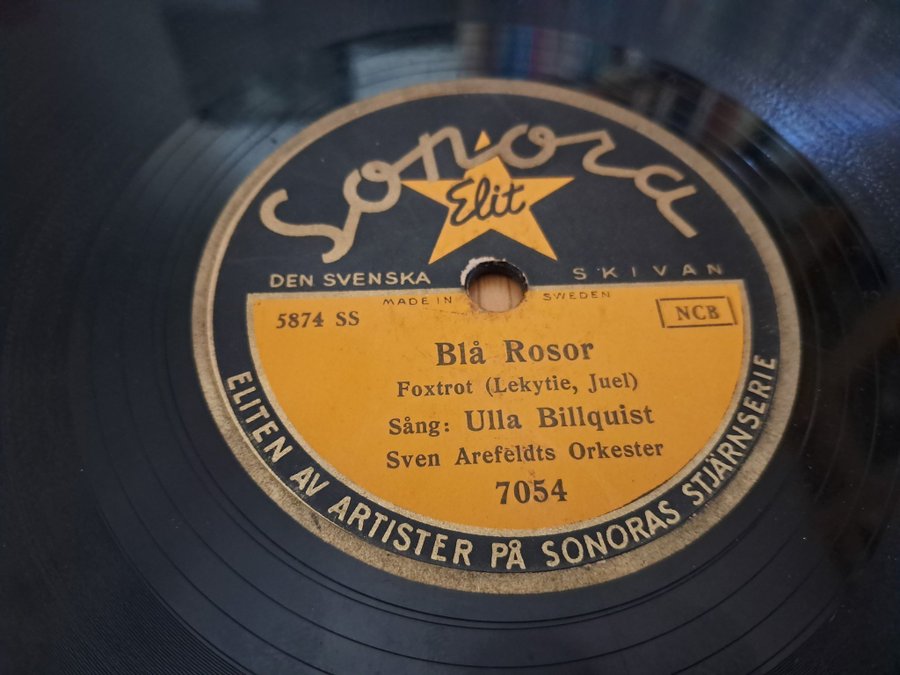 Sonora
Elit
DEN SVENSKA SKIVAN
MADE IN SWEDEN
5874 SS NCB
Blå Rosor
Foxtrot (Lekytie, Juel)
Sång: Ulla Billquist
Sven Arefeldts Orkester
7054
ELITEN AV ARTISTER PÅ SONORAS STJÄRNSERIE